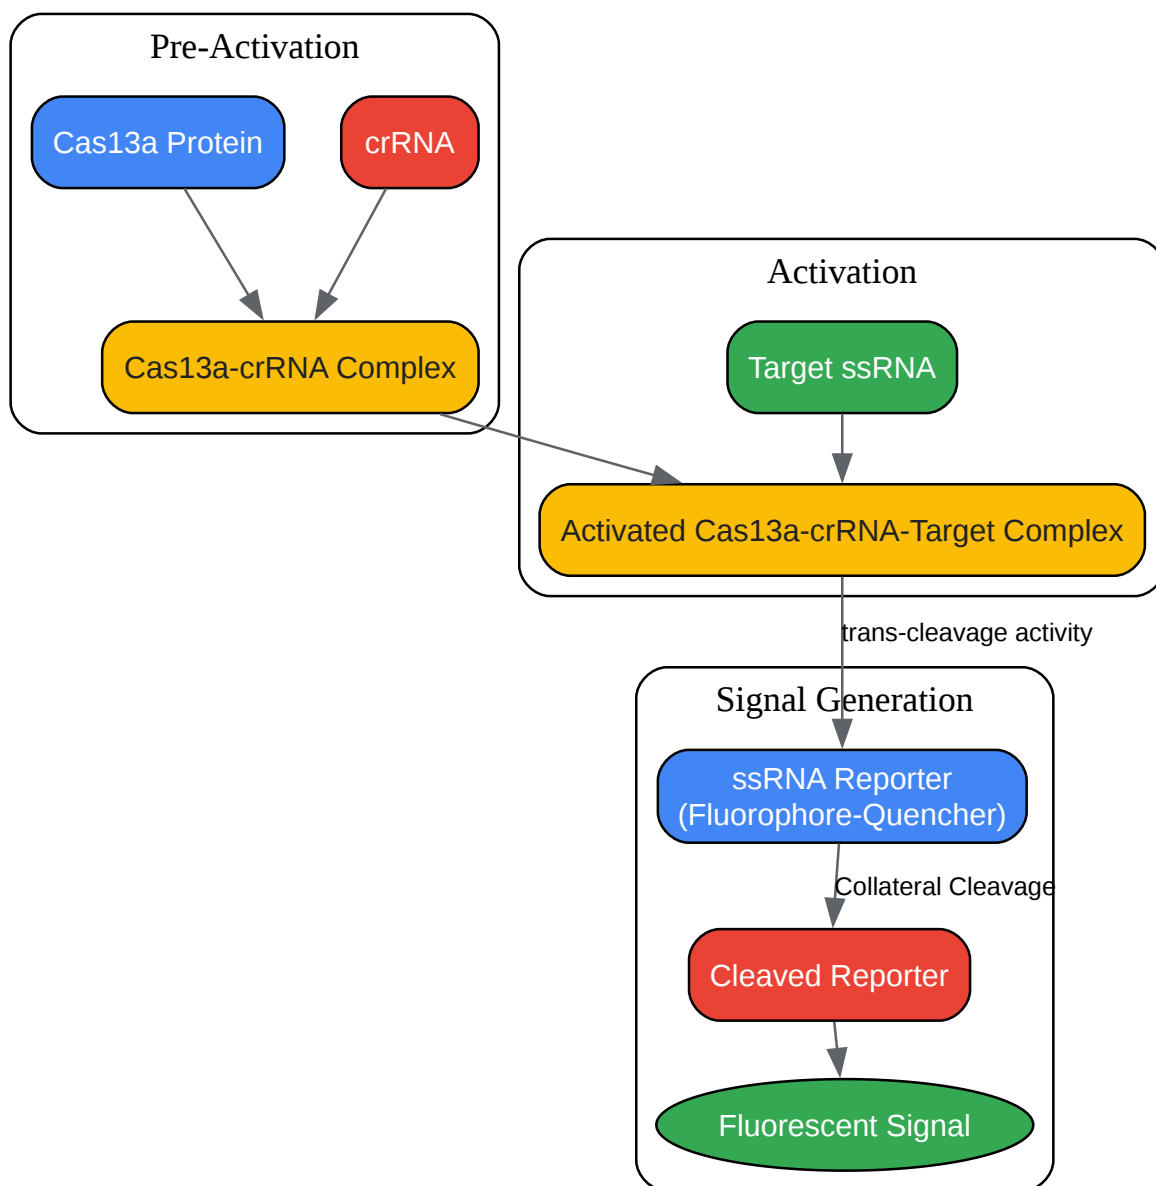 Pre-Activation
Cas13a Protein
crRNA
Cas13a-crRNA Complex
Activation
Target ssRNA
Activated Cas13a-crRNA-Target Complex
trans-cleavage activity
Signal Generation
ssRNA Reporter
(Fluorophore-Quencher)
Collateral Cleavage
Cleaved Reporter
Fluorescent Signal